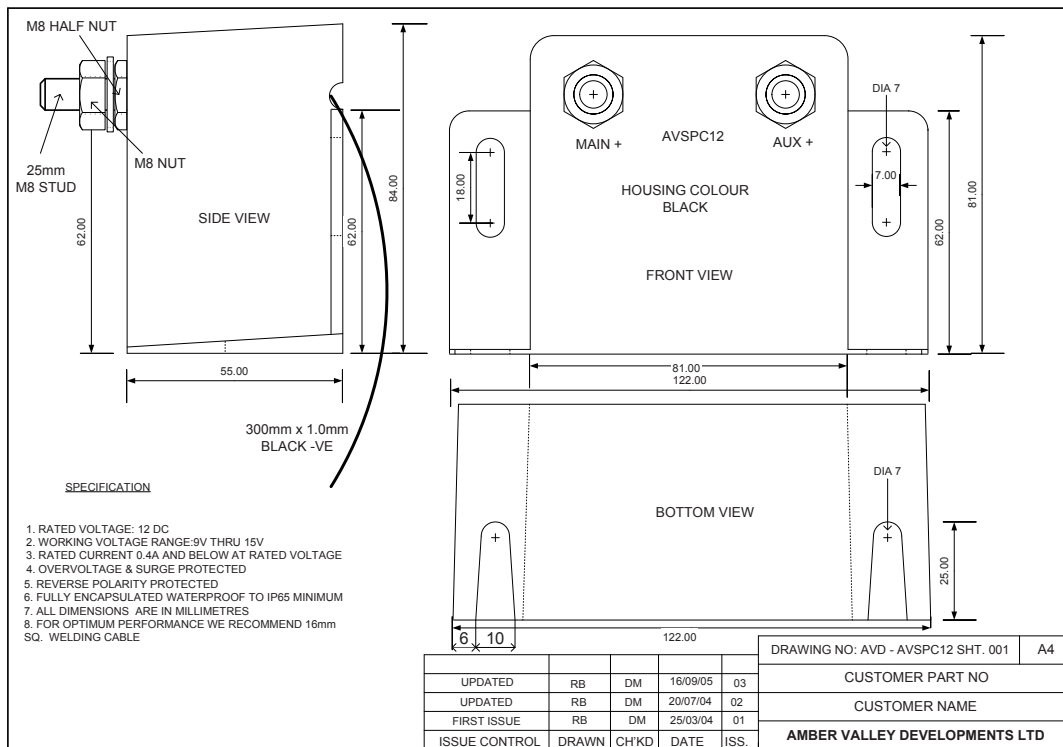 M8 HALF NUT
25mm
M8 STUD
M8 NUT
SIDE VIEW
62.00
62.00
84.00
55.00
300mm x 1.0mm
BLACK -VE
MAIN +
AVSPC12
AUX +
DIA 7
7.00
18.00
HOUSING COLOUR
BLACK
FRONT VIEW
62.00
81.00
81.00
122.00
BOTTOM VIEW
DIA 7
25.00
6
10
122.00
SPECIFICATION
1. RATED VOLTAGE: 12 DC
2. WORKING VOLTAGE RANGE:9V THRU 15V
3. RATED CURRENT 0.4A AND BELOW AT RATED VOLTAGE
4. OVERVOLTAGE & SURGE PROTECTED
5. REVERSE POLARITY PROTECTED
6. FULLY ENCAPSULATED WATERPROOF TO IP65 MINIMUM
7. ALL DIMENSIONS ARE IN MILLIMETRES
8. FOR OPTIMUM PERFORMANCE WE RECOMMEND 16mm
SQ. WELDING CABLE
UPDATED RB DM 16/09/05 03
UPDATED RB DM 20/07/04 02
FIRST ISSUE RB DM 25/03/04 01
ISSUE CONTROL DRAWN CH'KD DATE ISS.
DRAWING NO: AVD - AVSPC12 SHT. 001 A4
CUSTOMER PART NO
CUSTOMER NAME
AMBER VALLEY DEVELOPMENTS LTD